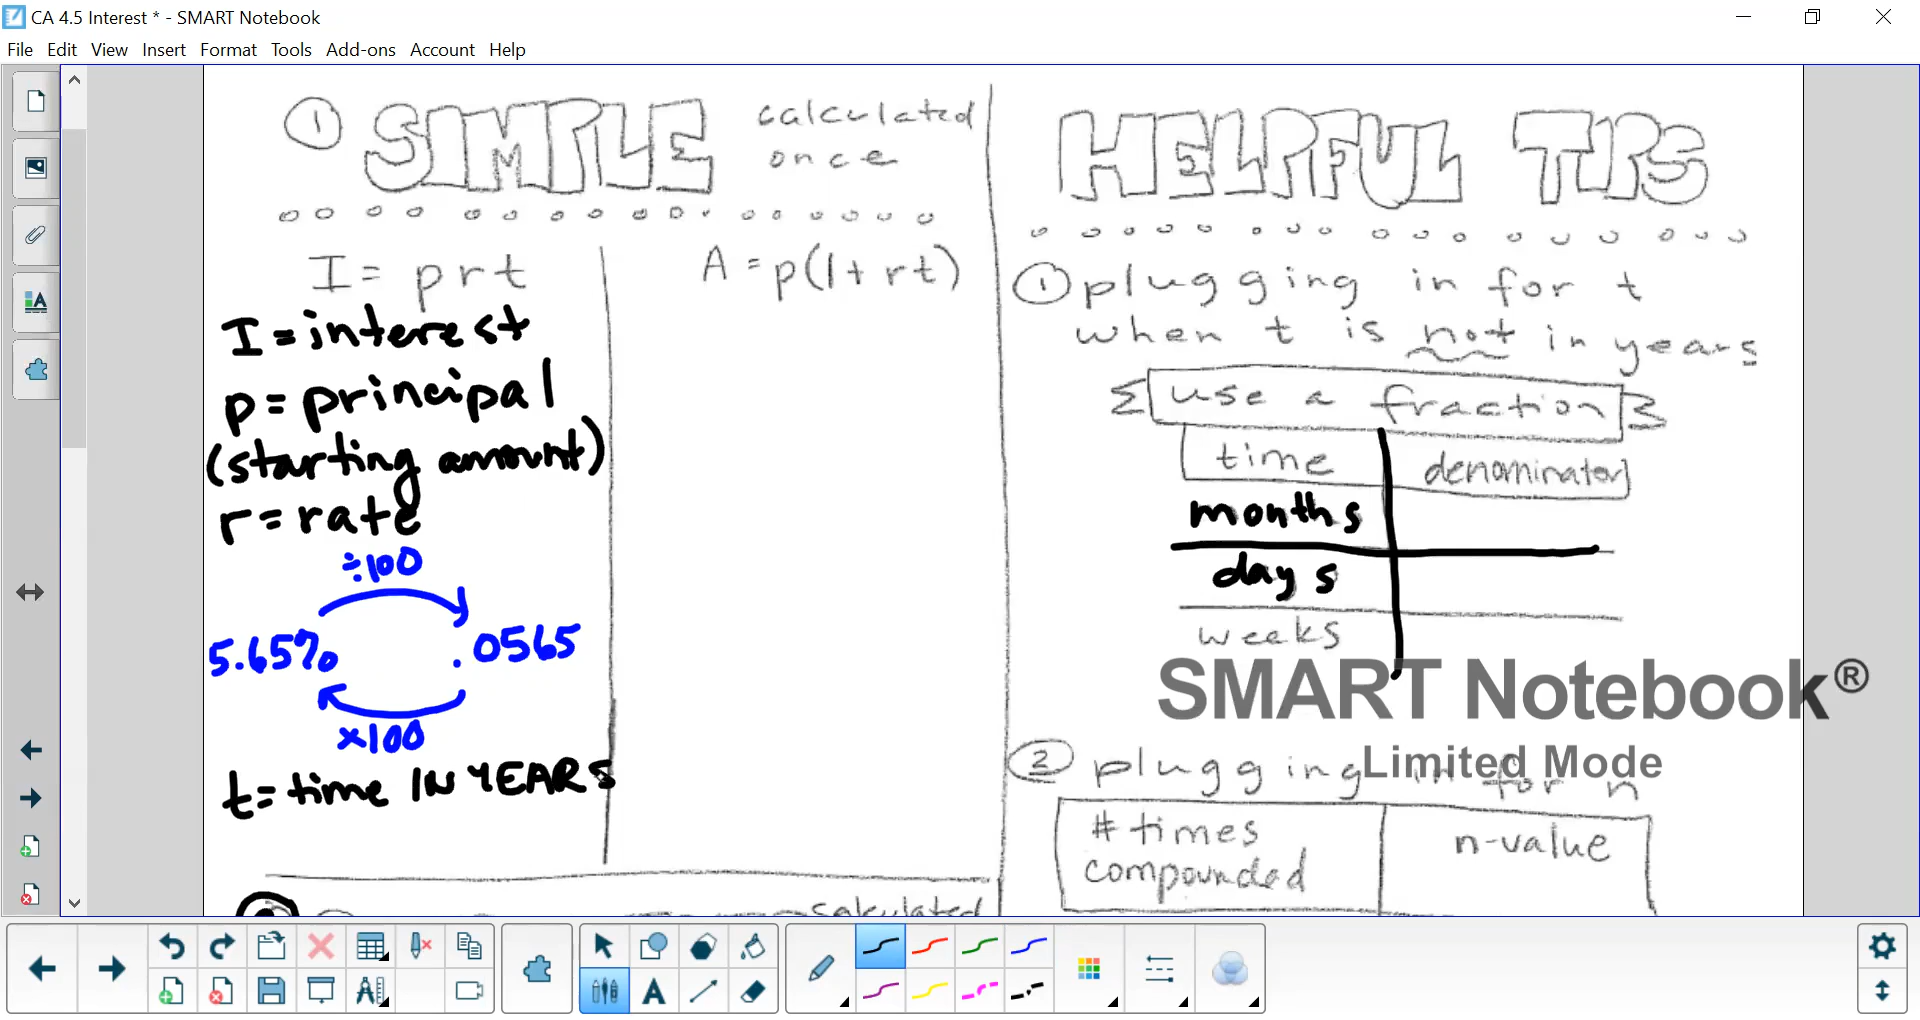 CA 4.5 Interest * - SMART Notebook
File Edit View Insert Format Tools Add-ons Account Help
① SIMPLE calculated
once
I = prt
I = interest
p = principal
(starting amount)
r = rate
÷100
5.65% .0565
×100
t = time IN YEARS
A = p(1 + rt)
calculated
HELPFUL TIPS
① plugging in for t
when t is not in years
use a fraction
time denominator
months
days
weeks
SMART Notebook®
Limited Mode
② plugging in for n
# times n-value
compounded